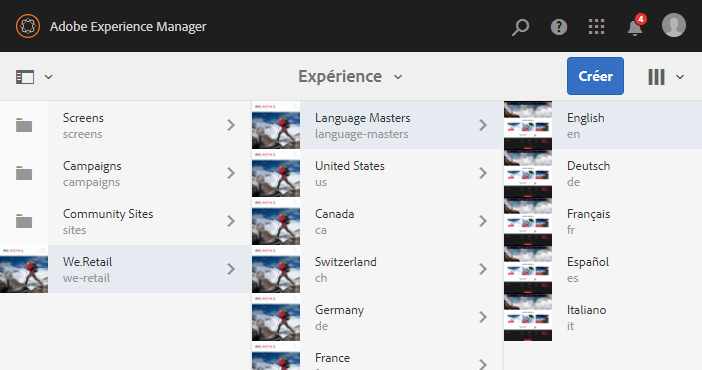 Adobe Experience Manager
4
Expérience
Créer
Screens
screens
Campaigns
campaigns
Community Sites
sites
We.Retail
we-retail
Language Masters
language-masters
United States
us
Canada
ca
Switzerland
ch
Germany
de
France
English
en
Deutsch
de
Français
fr
Español
es
Italiano
it